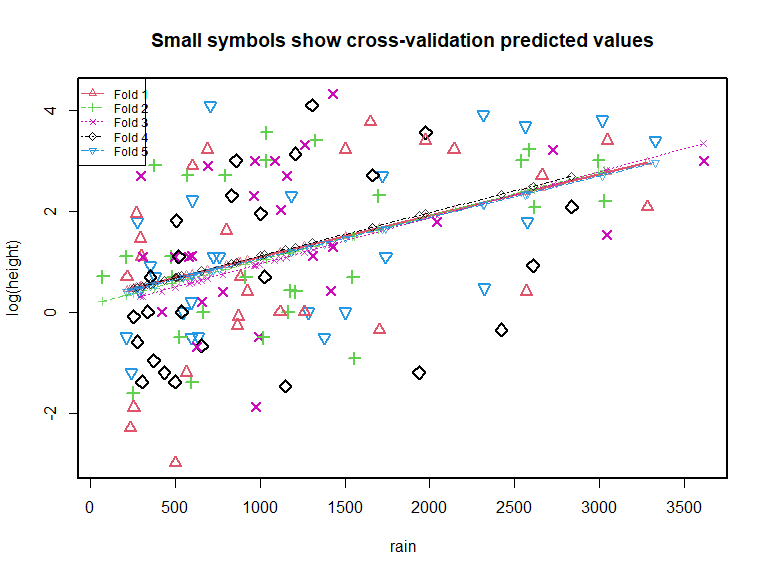 Small symbols show cross-validation predicted values
Fold 1
Fold 2
Fold 3
Fold 4
Fold 5
log(height)
4
2
0
-2
0
500
1000
1500
2000
2500
3000
3500
rain